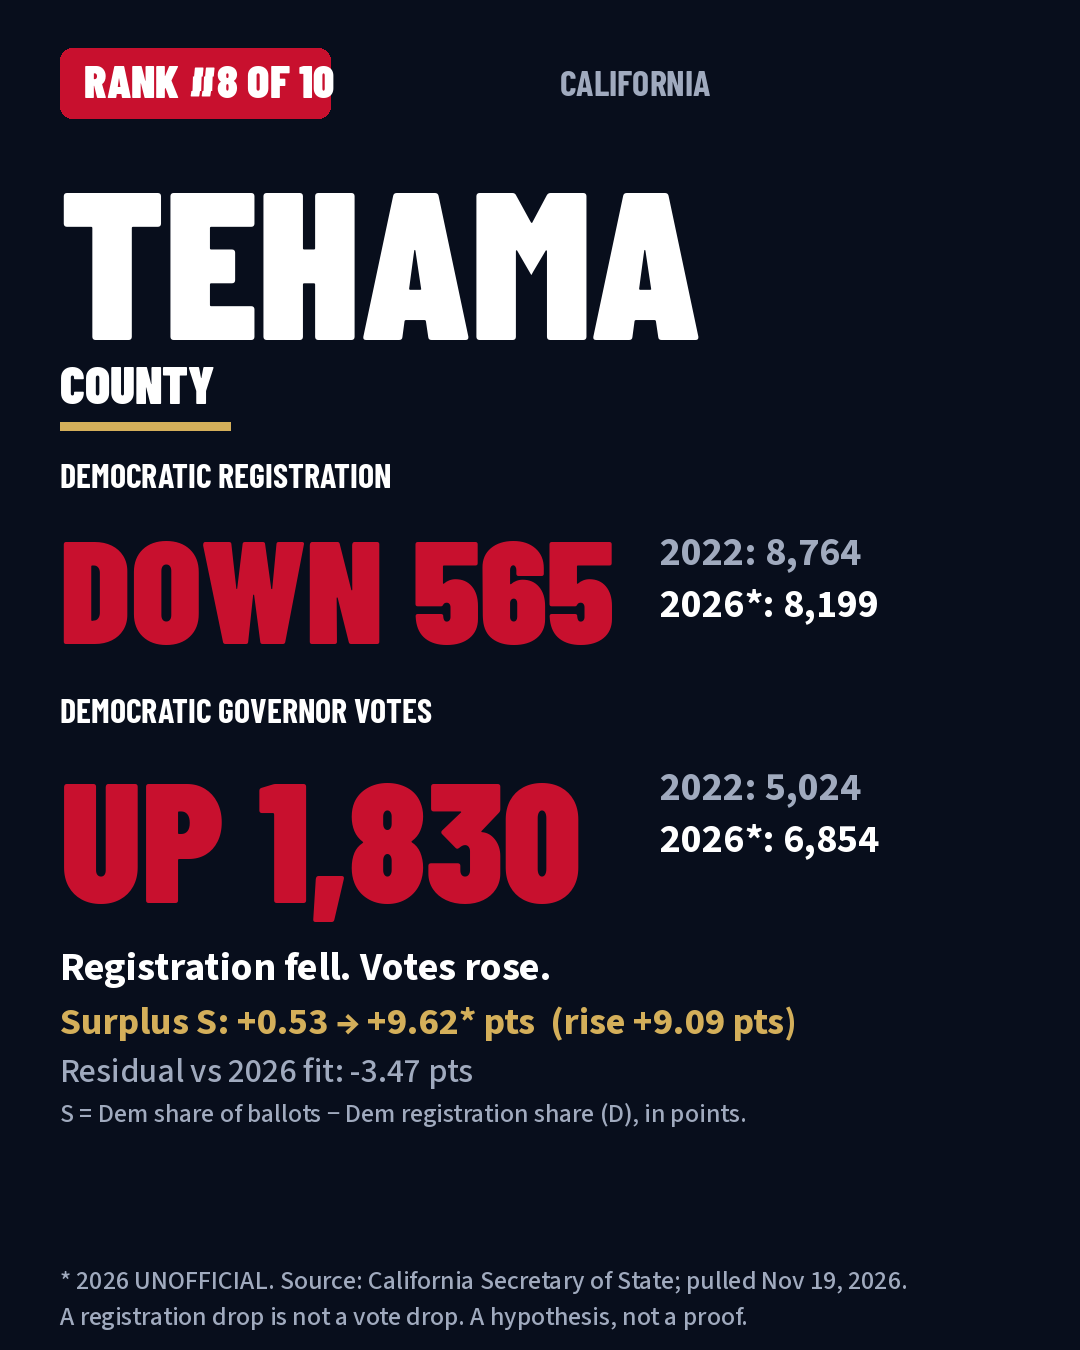 RANK #8 OF 10
CALIFORNIA
TEHAMA
COUNTY
DEMOCRATIC REGISTRATION
DOWN 565
2022: 8,764
2026*: 8,199
DEMOCRATIC GOVERNOR VOTES
UP 1,830
2022: 5,024
2026*: 6,854
Registration fell. Votes rose.
Surplus S: +0.53 → +9.62* pts (rise +9.09 pts)
Residual vs 2026 fit: -3.47 pts
S = Dem share of ballots − Dem registration share (D), in points.
* 2026 UNOFFICIAL. Source: California Secretary of State; pulled Nov 19, 2026.
A registration drop is not a vote drop. A hypothesis, not a proof.